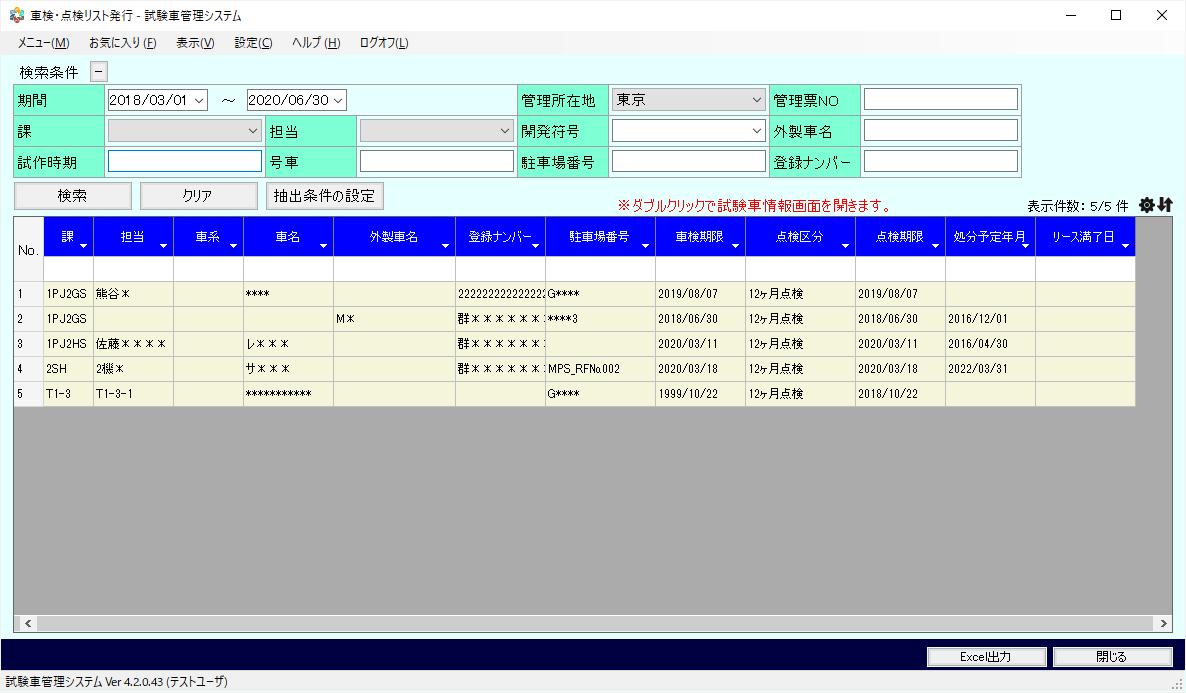 車検・点検リスト発行 - 試験車管理システム
メニュー(M) お気に入り(F) 表示(V) 設定(C) ヘルプ(H) ログオフ(L)
検索条件 −
期間 2018/03/01 ～ 2020/06/30 管理所在地 東京 管理票NO
課 担当 開発符号 外製車名
試作時期 号車 駐車場番号 登録ナンバー
検索 クリア 抽出条件の設定
※ダブルクリックで試験車情報画面を開きます。 表示件数: 5/5 件
No. 課 担当 車系 車名 外製車名 登録ナンバー 駐車場番号 車検期限 点検区分 点検期限 処分予定年月 リース満了日
1 1PJ2GS 熊谷＊ **** 2222222222222222 G**** 2019/08/07 12ヶ月点検 2019/08/07
2 1PJ2GS M＊ 群＊＊＊＊＊＊ ****3 2018/06/30 12ヶ月点検 2018/06/30 2016/12/01
3 1PJ2HS 佐藤＊＊＊＊ レ＊＊＊ 群＊＊＊＊＊＊ 2020/03/11 12ヶ月点検 2020/03/11 2016/04/30
4 2SH 2機＊ サ＊＊＊ 群＊＊＊＊＊＊ MPS_RF№002 2020/03/18 12ヶ月点検 2020/03/18 2022/03/31
5 T1-3 T1-3-1 *********** G**** 1999/10/22 12ヶ月点検 2018/10/22
Excel出力 閉じる
試験車管理システム Ver 4.2.0.43 (テストユーザ)